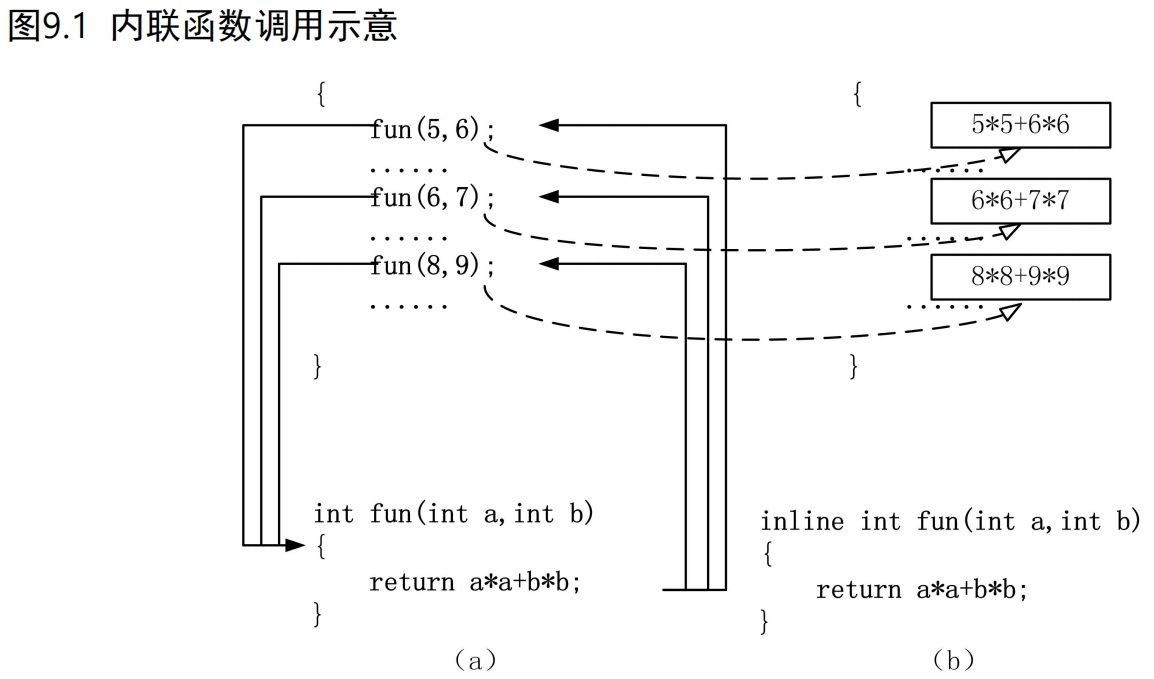 图9.1 内联函数调用示意
{
fun(5,6);
......
fun(6,7);
......
fun(8,9);
......
}
int fun(int a,int b)
{
return a*a+b*b;
}
(a)
{
5*5+6*6
......
6*6+7*7
......
8*8+9*9
......
}
inline int fun(int a,int b)
{
return a*a+b*b;
}
(b)